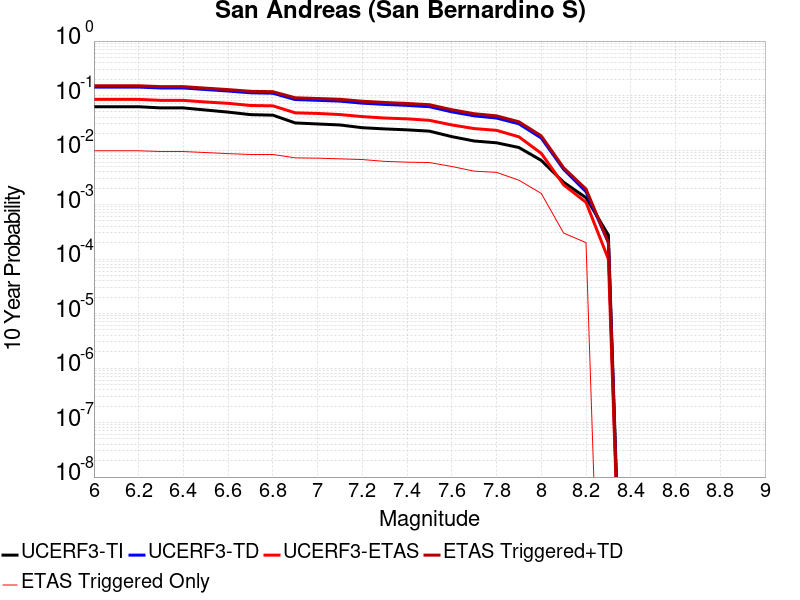 San Andreas (San Bernardino S)
10^0
10^-1
10^-2
10^-3
10^-4
10^-5
10^-6
10^-7
10^-8
10 Year Probability
6 6.2 6.4 6.6 6.8 7 7.2 7.4 7.6 7.8 8 8.2 8.4 8.6 8.8 9
Magnitude
UCERF3-TI UCERF3-TD UCERF3-ETAS ETAS Triggered+TD
ETAS Triggered Only